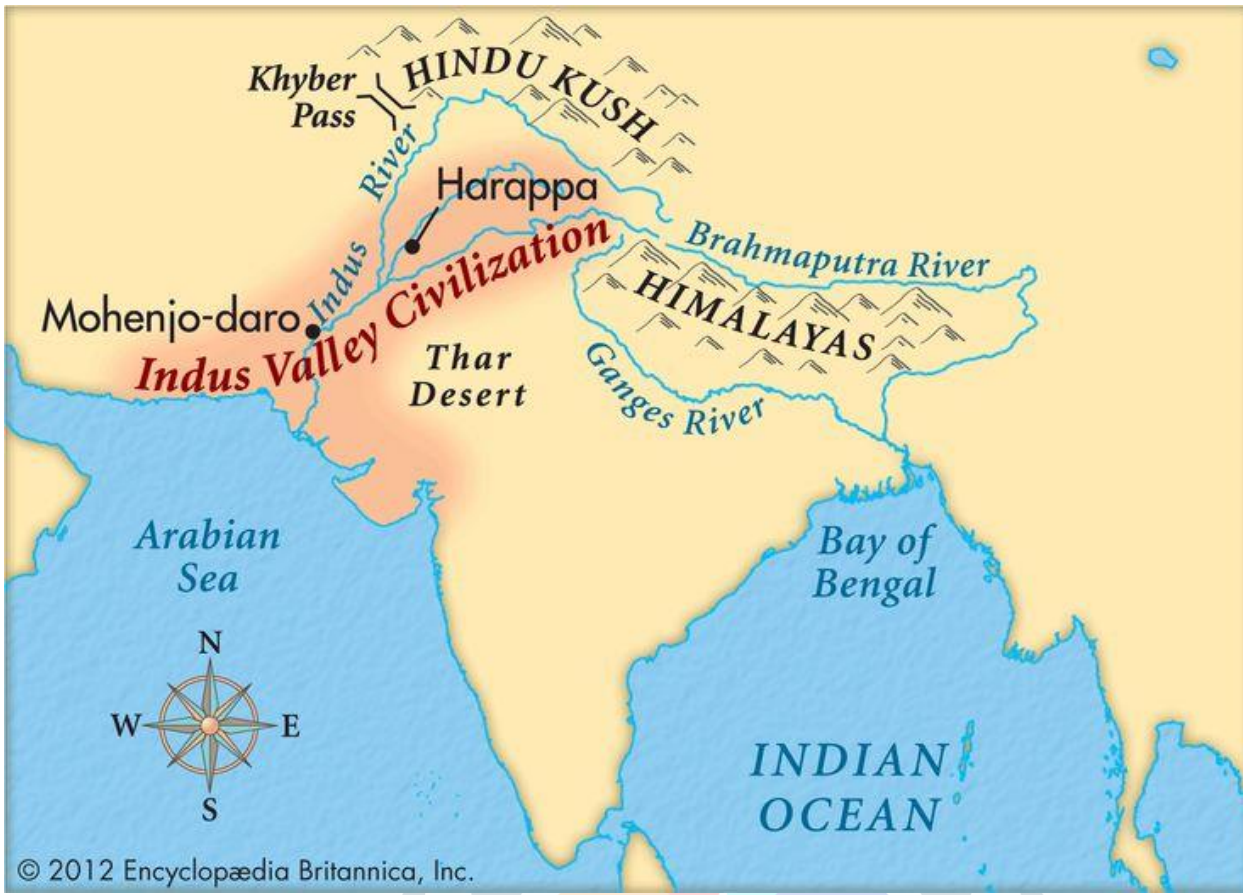 Khyber
Pass
HINDU KUSH
River
Harappa
Indus
Mohenjo-daro
Indus Valley Civilization
Brahmaputra River
HIMALAYAS
Thar
Desert
Ganges River
Arabian
Sea
Bay of
Bengal
N
W
E
S
INDIAN
OCEAN
© 2012 Encyclopædia Britannica, Inc.